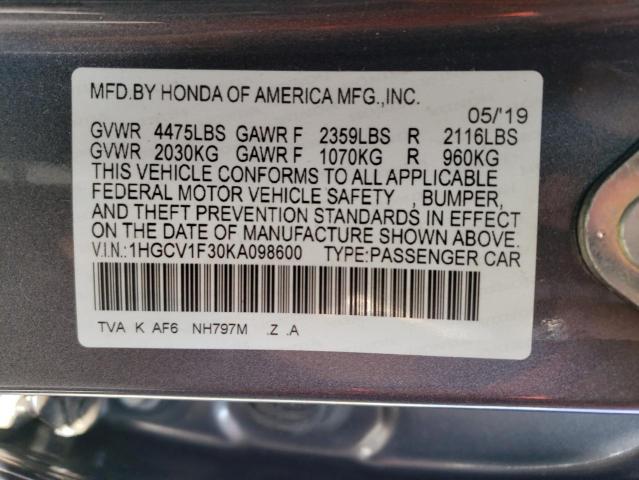 MFD.BY HONDA OF AMERICA MFG.,INC.
05/'19
GVWR 4475LBS GAWR F 2359LBS R 2116LBS
GVWR 2030KG GAWR F 1070KG R 960KG
THIS VEHICLE CONFORMS TO ALL APPLICABLE
FEDERAL MOTOR VEHICLE SAFETY , BUMPER,
AND THEFT PREVENTION STANDARDS IN EFFECT
ON THE DATE OF MANUFACTURE SHOWN ABOVE.
V.I.N.:1HGCV1F30KA098600 TYPE:PASSENGER CAR
TVA K AF6 NH797M .Z .A